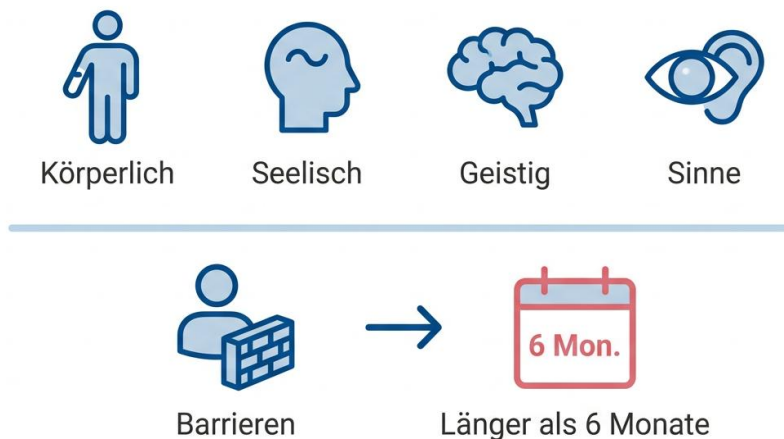 Körperlich Seelisch Geistig Sinne
6 Mon.
Barrieren Länger als 6 Monate